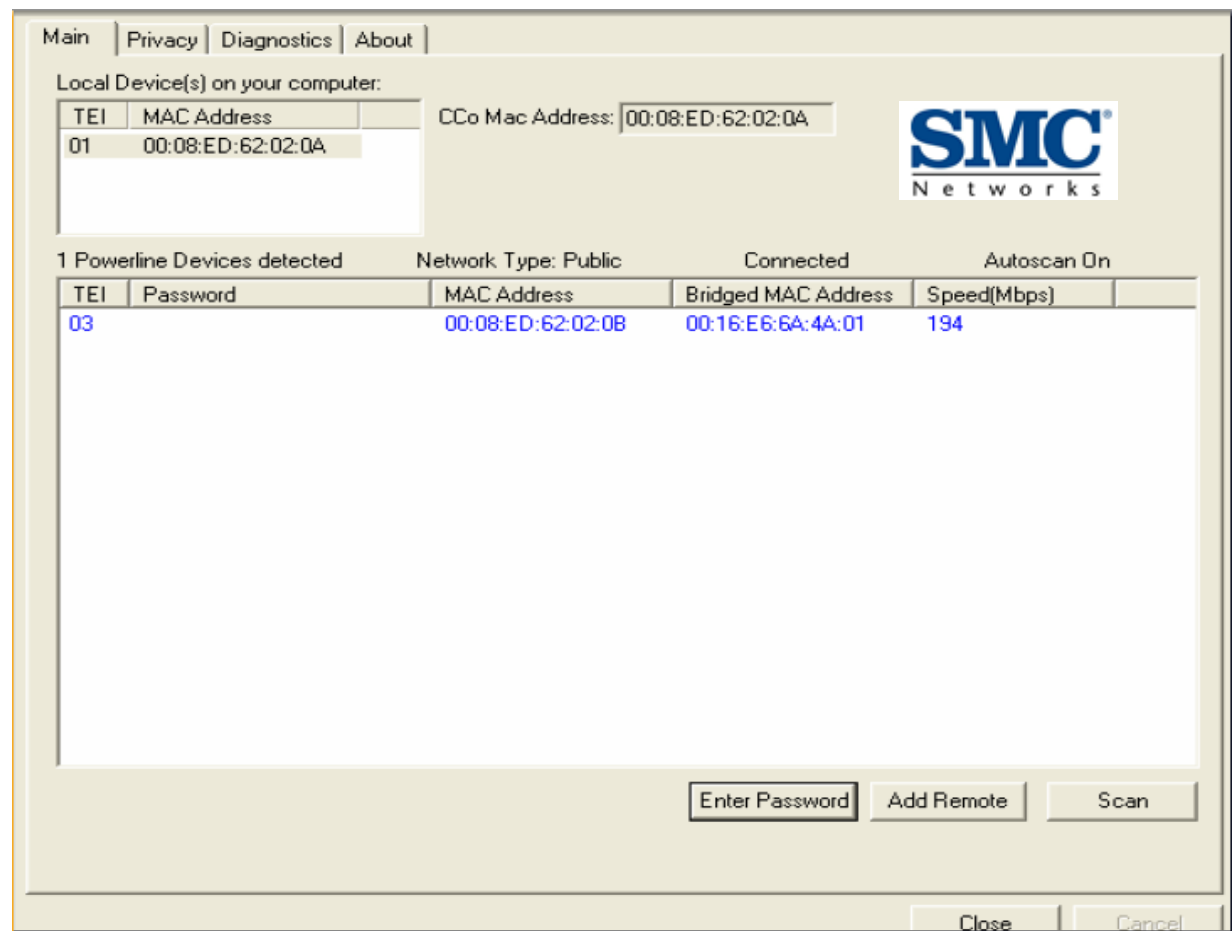 Main Privacy Diagnostics About
Local Device(s) on your computer:
TEI MAC Address
01 00:08:ED:62:02:0A
CCo Mac Address: 00:08:ED:62:02:0A
SMC®
Networks
1 Powerline Devices detected Network Type: Public Connected Autoscan On
TEI Password MAC Address Bridged MAC Address Speed(Mbps)
03 00:08:ED:62:02:0B 00:16:E6:6A:4A:01 194
Enter Password Add Remote Scan
Close Cancel